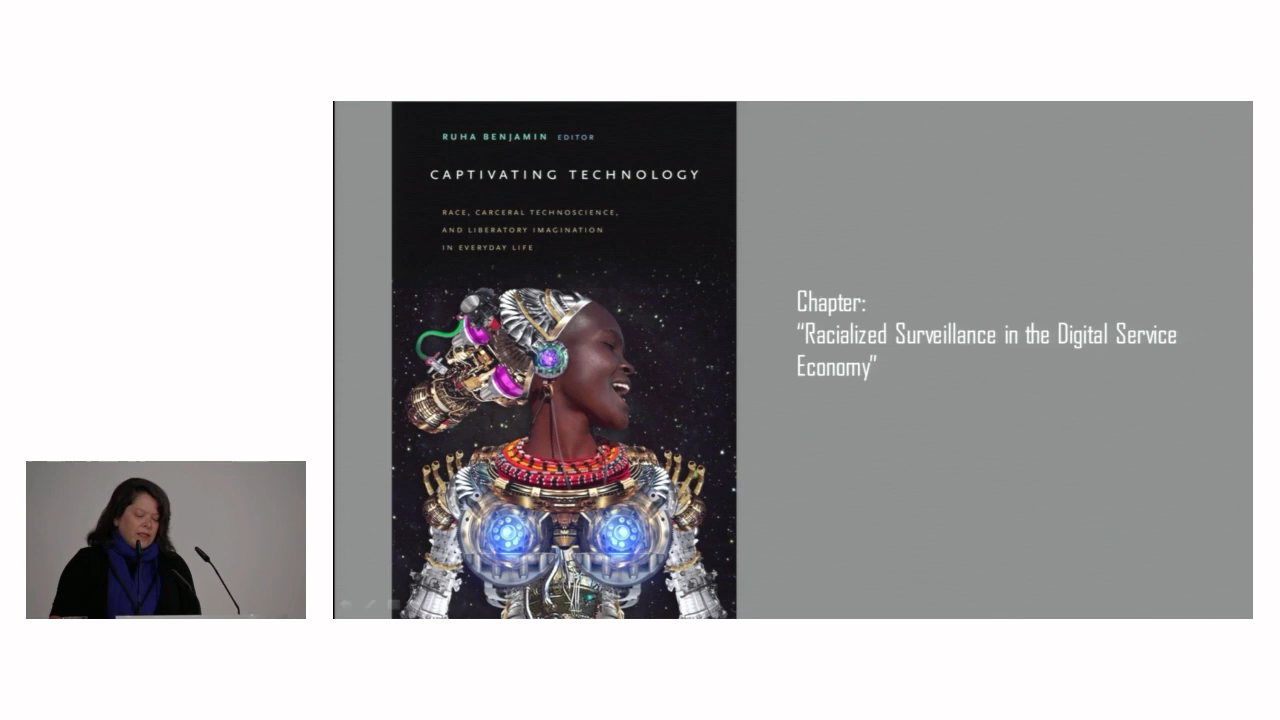 RUHA BENJAMIN EDITOR
CAPTIVATING TECHNOLOGY
RACE, CARCERAL TECHNOSCIENCE,
AND LIBERATORY IMAGINATION
IN EVERYDAY LIFE
Chapter:
“Racialized Surveillance in the Digital Service
Economy”